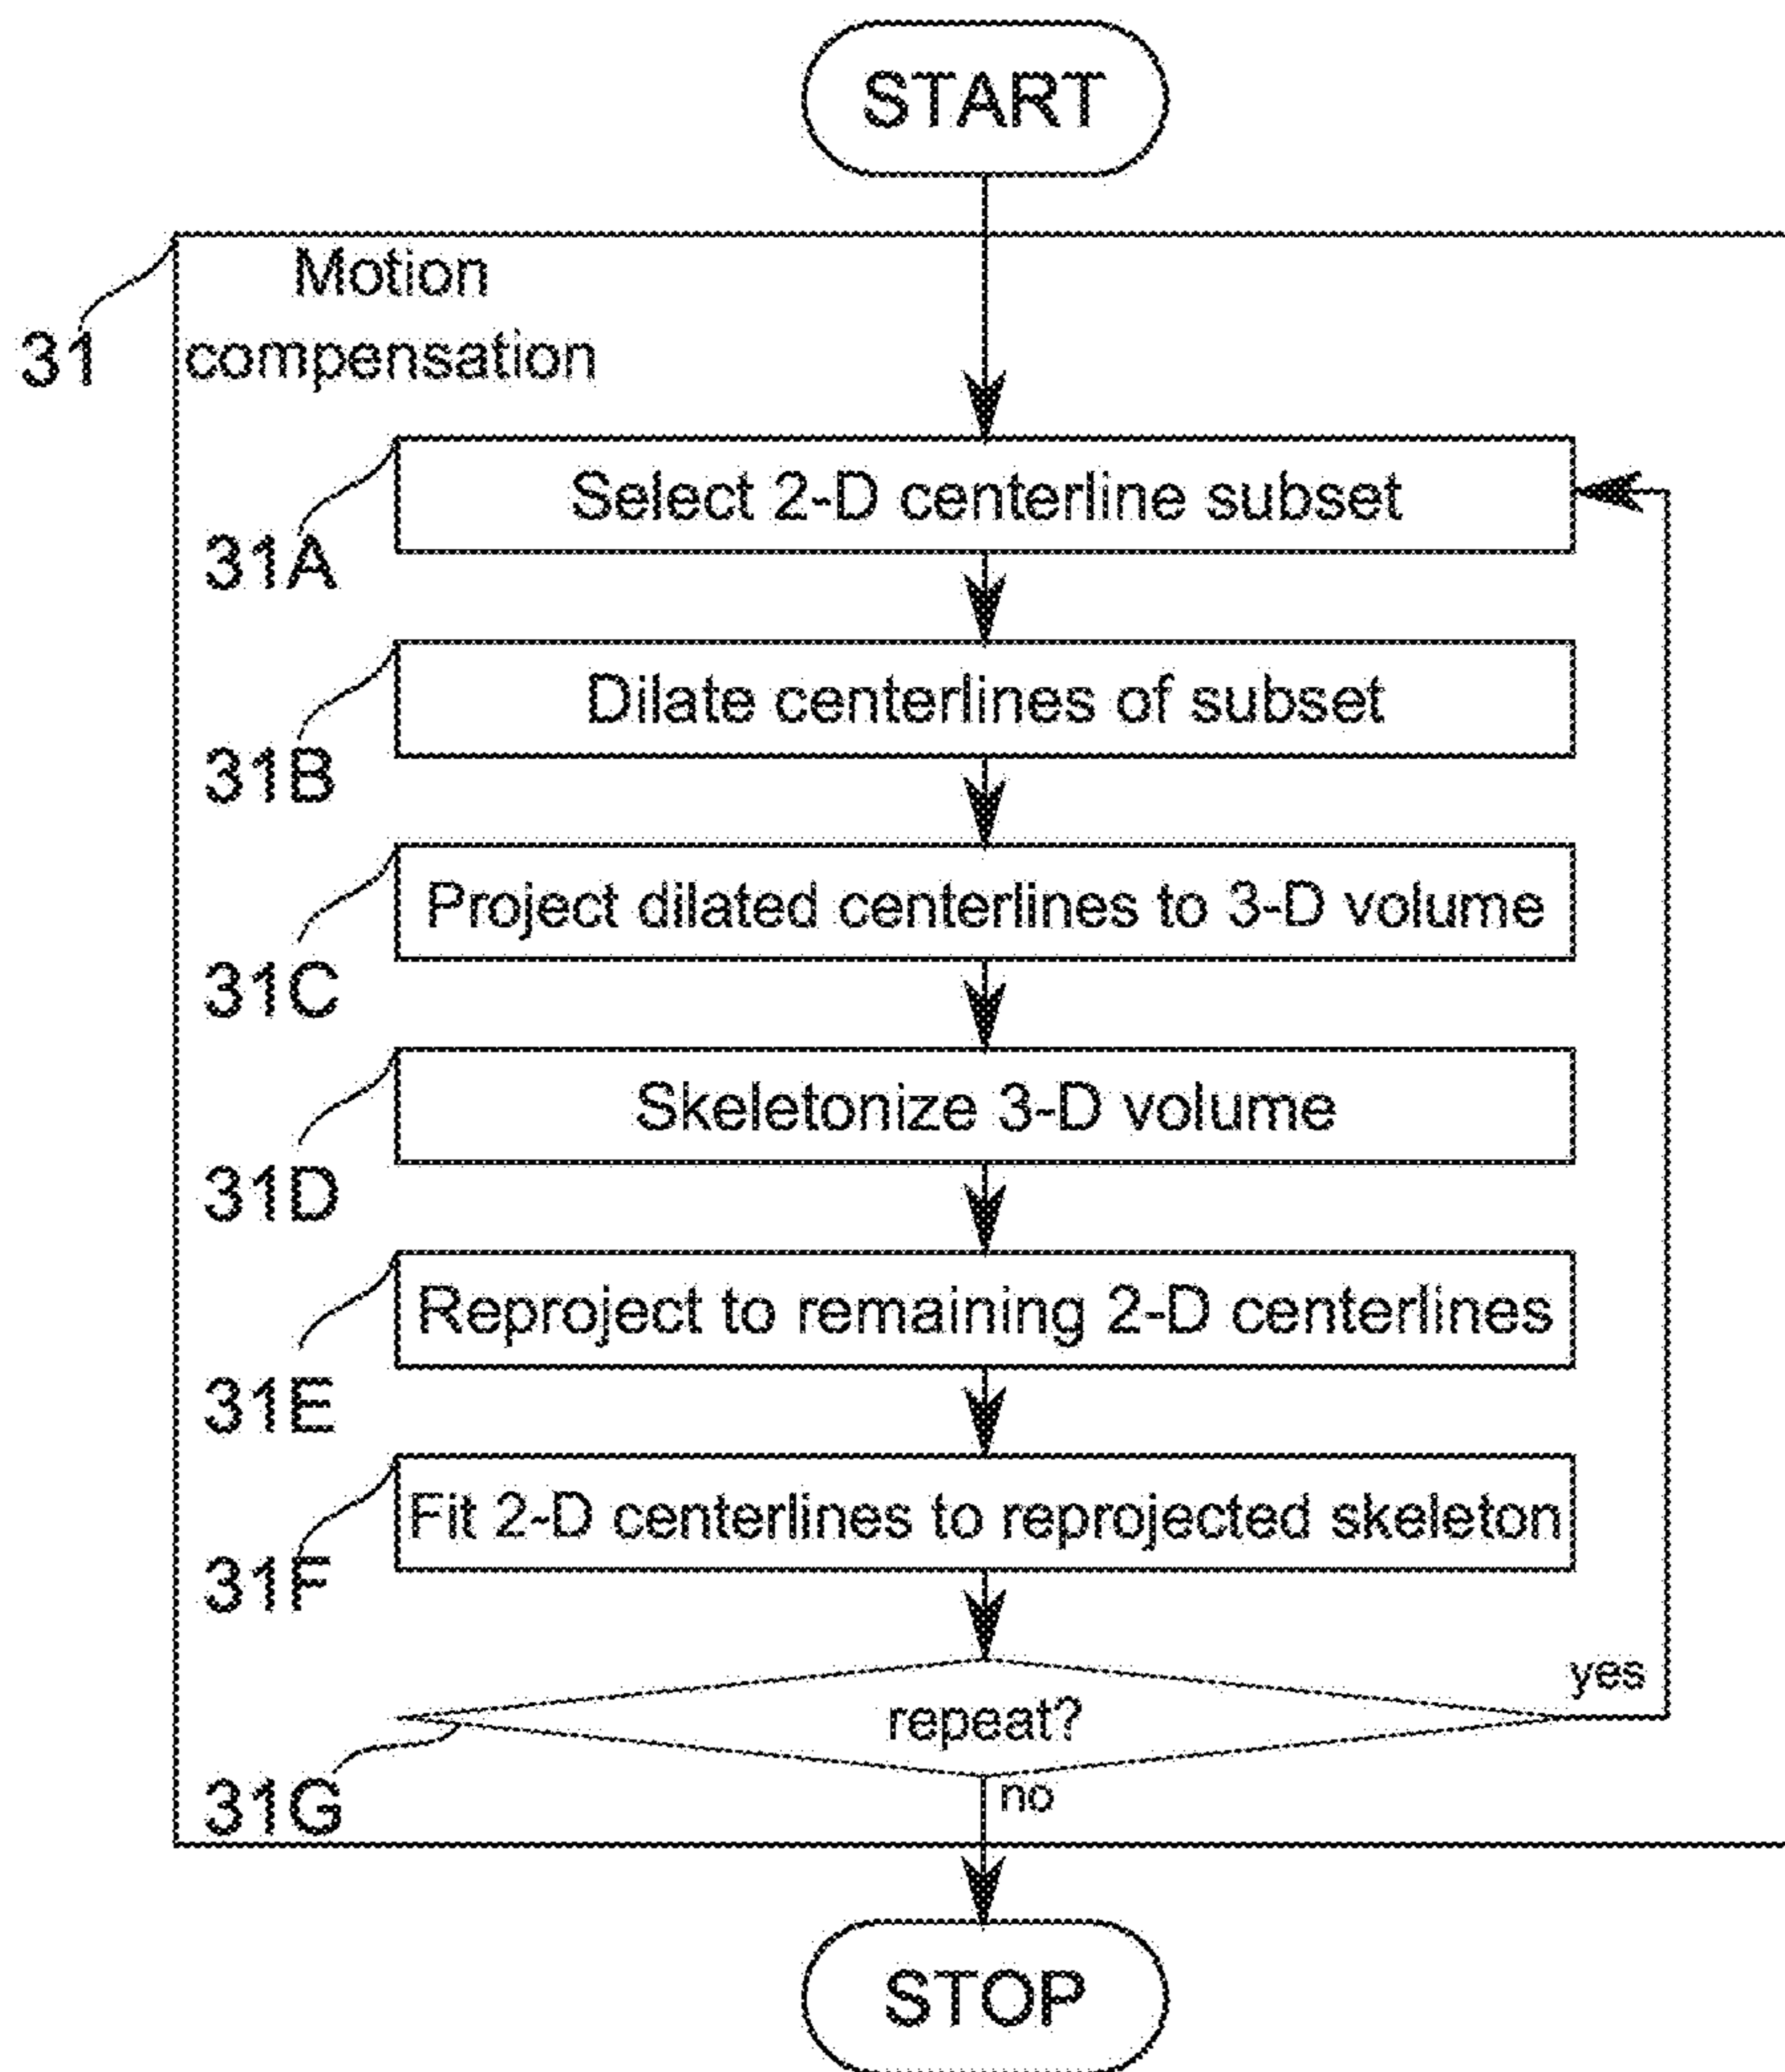 START
Motion
compensation
31
Select 2-D centerline subset
31A
Dilate centerlines of subset
31B
Project dilated centerlines to 3-D volume
31C
Skeletonize 3-D volume
31D
Reproject to remaining 2-D centerlines
31E
Fit 2-D centerlines to reprojected skeleton
31F
yes
repeat?
31G
no
STOP